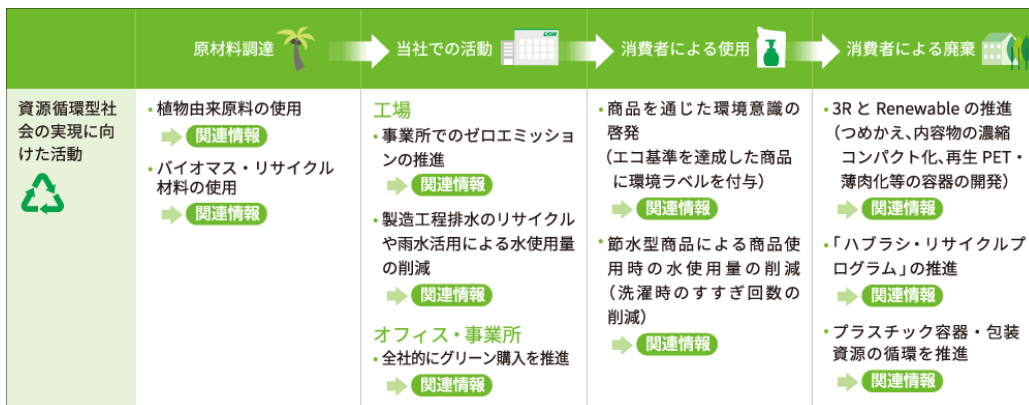 原材料調達
当社での活動
LION
消費者による使用
消費者による廃棄
資源循環型社
会の実現に向
けた活動
・植物由来原料の使用
関連情報
・バイオマス・リサイクル
材料の使用
関連情報
工場
・事業所でのゼロエミッショ
ンの推進
関連情報
・製造工程排水のリサイクル
や雨水活用による水使用量
の削減
関連情報
オフィス・事業所
・全社的にグリーン購入を推進
関連情報
・商品を通じた環境意識の
啓発
（エコ基準を達成した商品
に環境ラベルを付与）
関連情報
・節水型商品による商品使
用時の水使用量の削減
（洗濯時のすすぎ回数の
削減）
関連情報
・3R と Renewable の推進
（つめかえ、内容物の濃縮
コンパクト化、再生 PET・
薄肉化等の容器の開発）
関連情報
・「ハブラシ・リサイクルプ
ログラム」の推進
関連情報
・プラスチック容器・包装
資源の循環を推進
関連情報